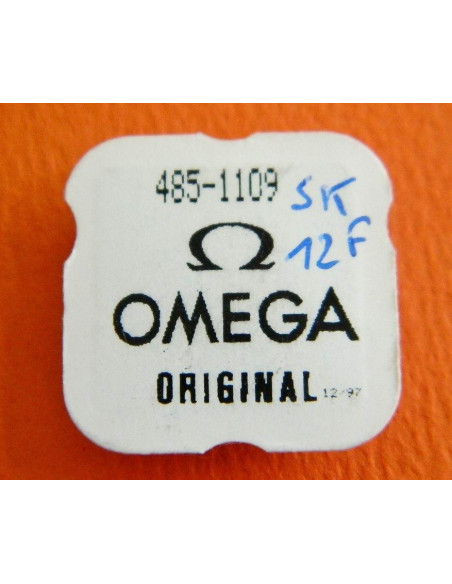 485-1109 SK
12F
Ω
OMEGA
ORIGINAL 12-97